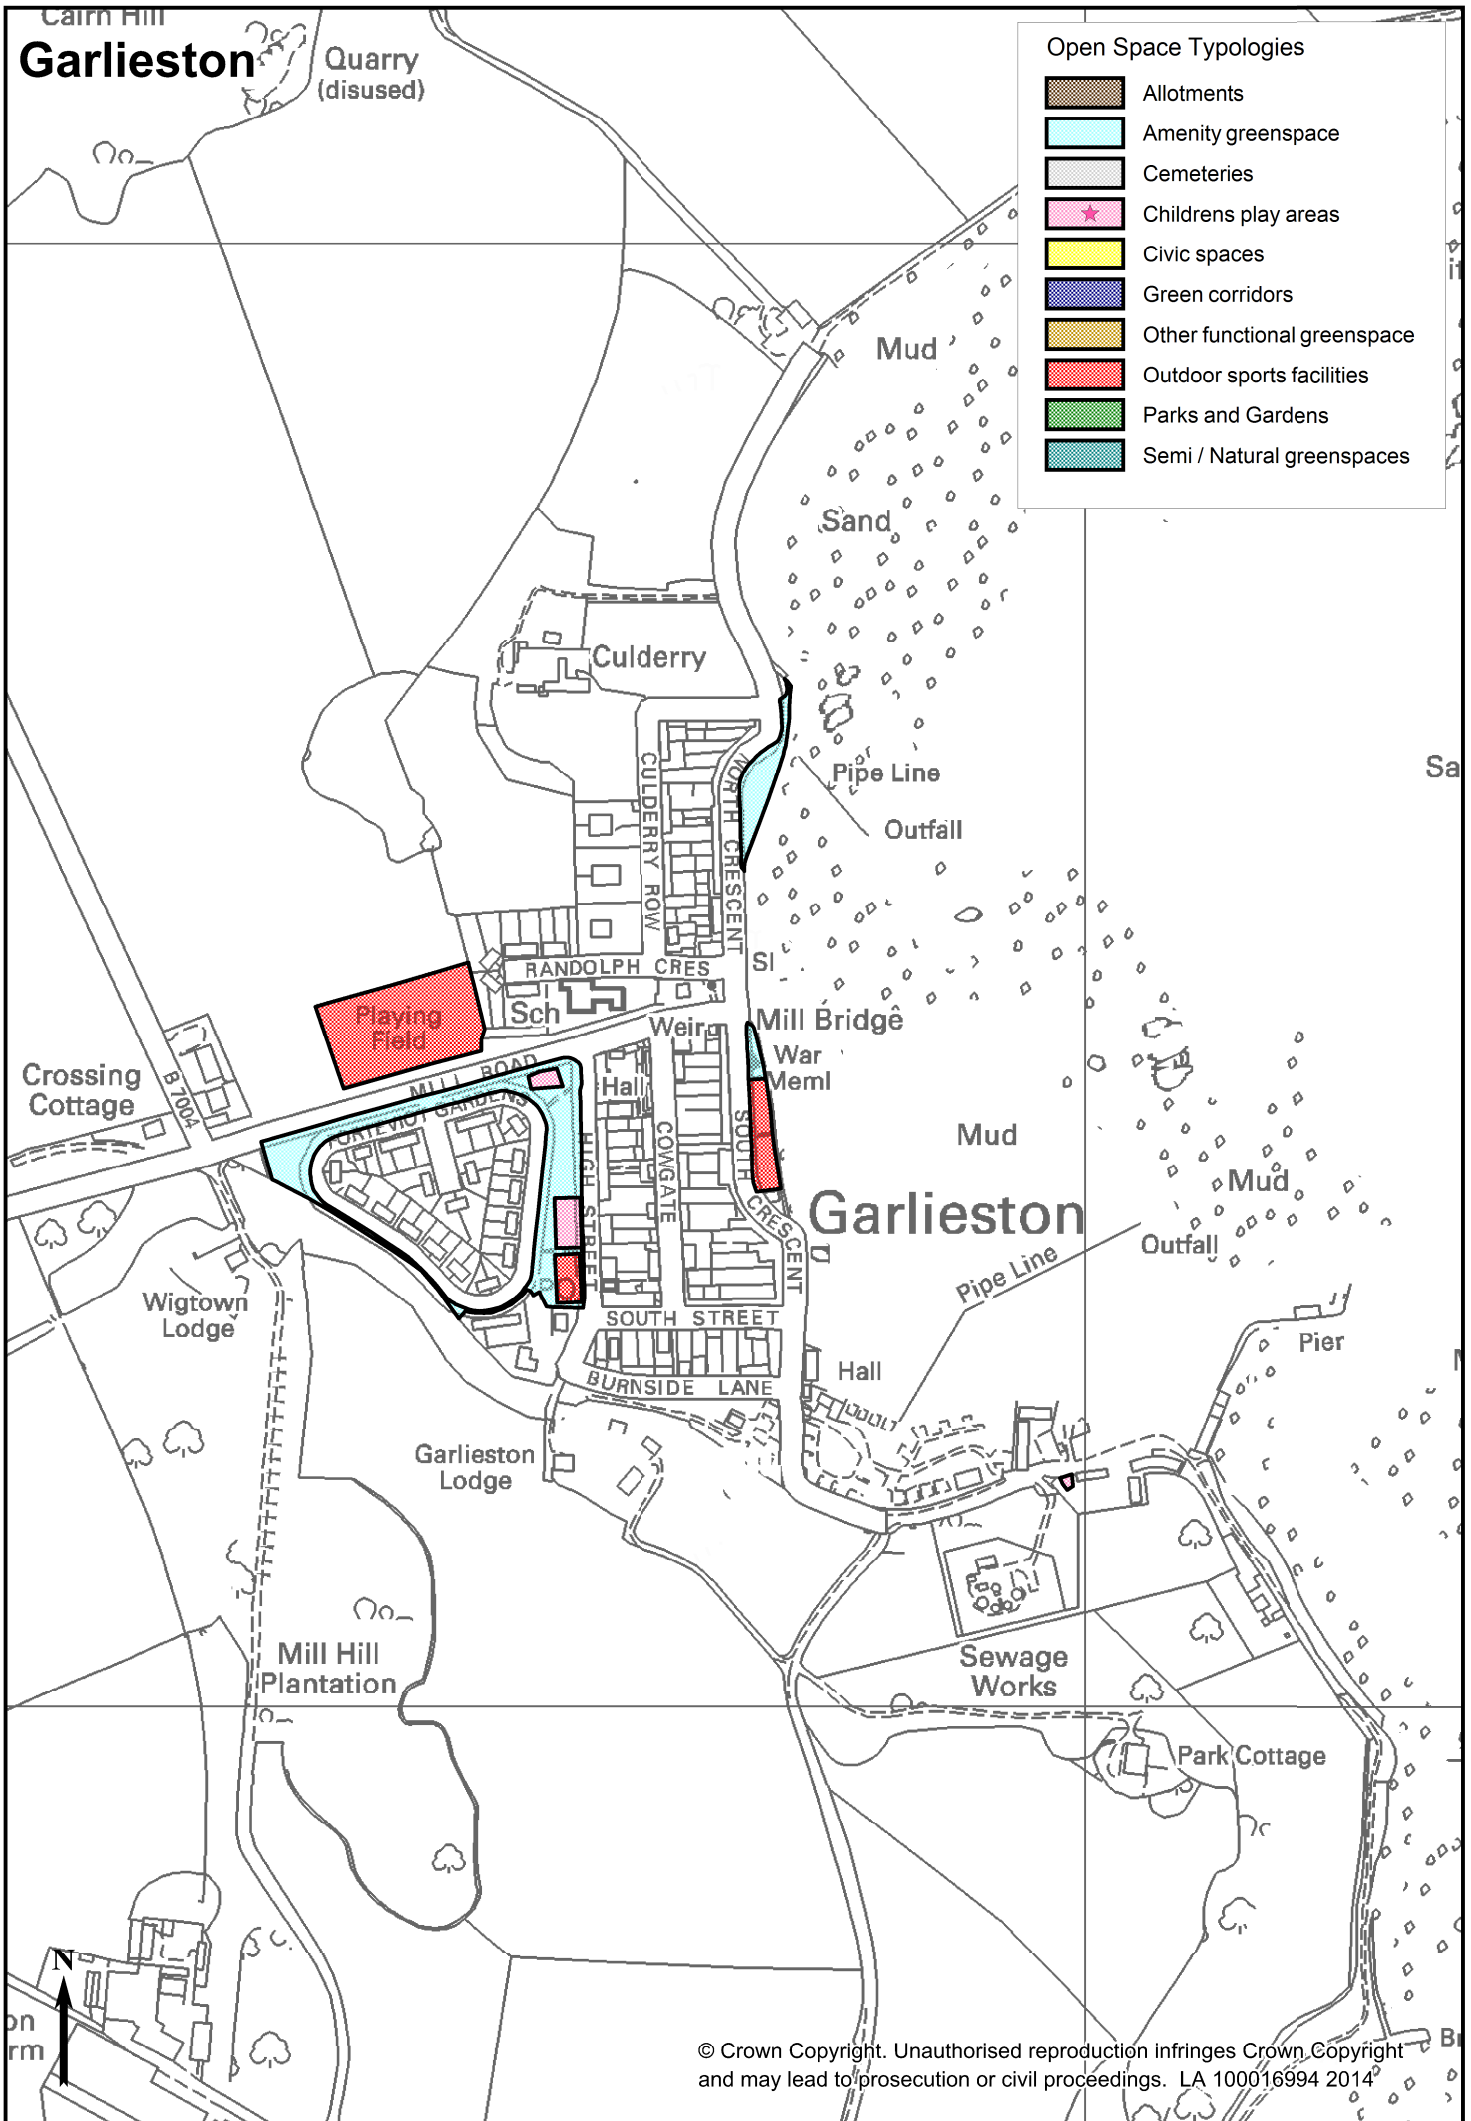 Cairn Hill
Garlieston
Quarry
(disused)
Open Space Typologies
Allotments
Amenity greenspace
Cemeteries
Childrens play areas
Civic spaces
Green corridors
Other functional greenspace
Outdoor sports facilities
Parks and Gardens
Semi / Natural greenspaces
Mud
Sand
Culderry
CULDERRY ROW
NORTH CRESCENT
Pipe Line
Outfall
Sa
RANDOLPH CRES
Sl
Sch
Playing
Field
Weir
Mill Bridge
War
Meml
Crossing
Cottage
B 7004
MILL ROAD
Hall
HIGH STREET
COWGATE
SOUTH CRESCENT
Mud
Mud
Garlieston
Outfall
Pipe Line
Wigtown
Lodge
SOUTH STREET
Pier
Hall
BURNSIDE LANE
Garlieston
Lodge
Mill Hill
Plantation
Sewage
Works
Park Cottage
N
on
rm
Br
© Crown Copyright. Unauthorised reproduction infringes Crown Copyright
and may lead to prosecution or civil proceedings. LA 100016994 2014